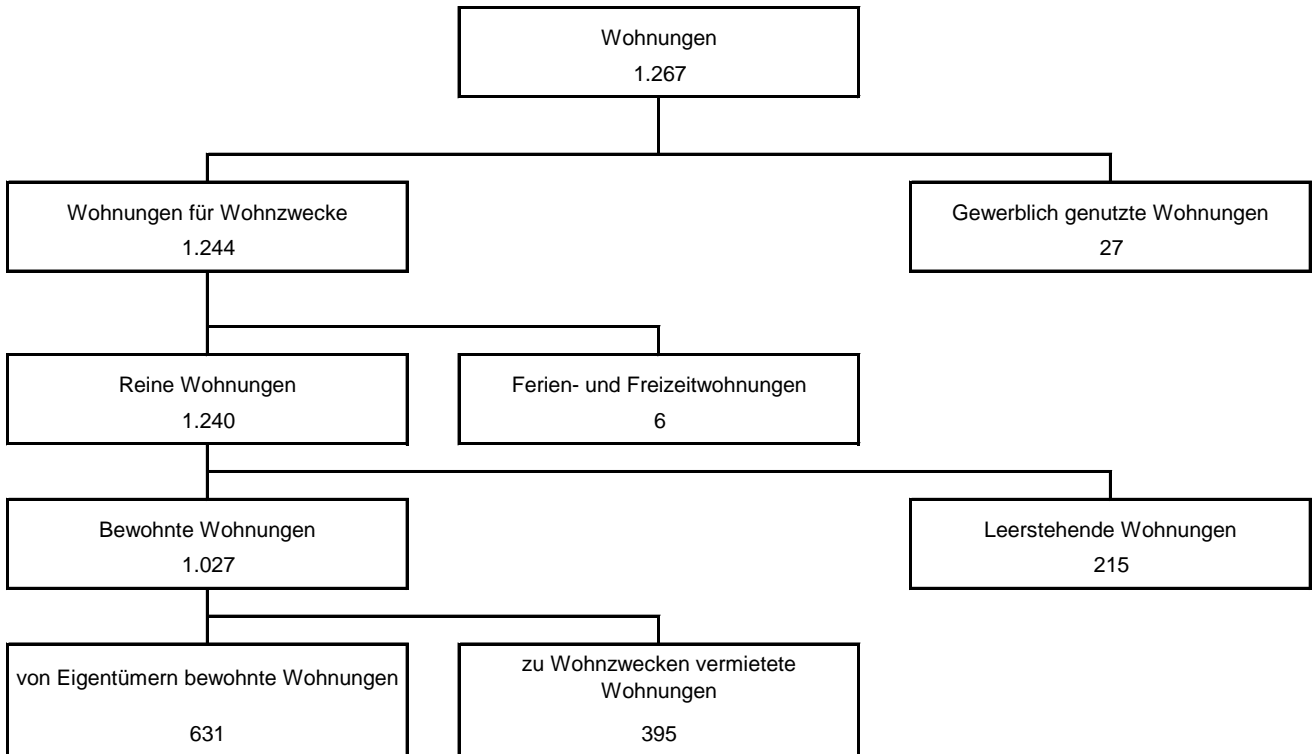 Wohnungen
1.267
Wohnungen für Wohnzwecke
1.244
Gewerblich genutzte Wohnungen
27
Reine Wohnungen
1.240
Ferien- und Freizeitwohnungen
6
Bewohnte Wohnungen
1.027
Leerstehende Wohnungen
215
von Eigentümern bewohnte Wohnungen
631
zu Wohnzwecken vermietete
Wohnungen
395